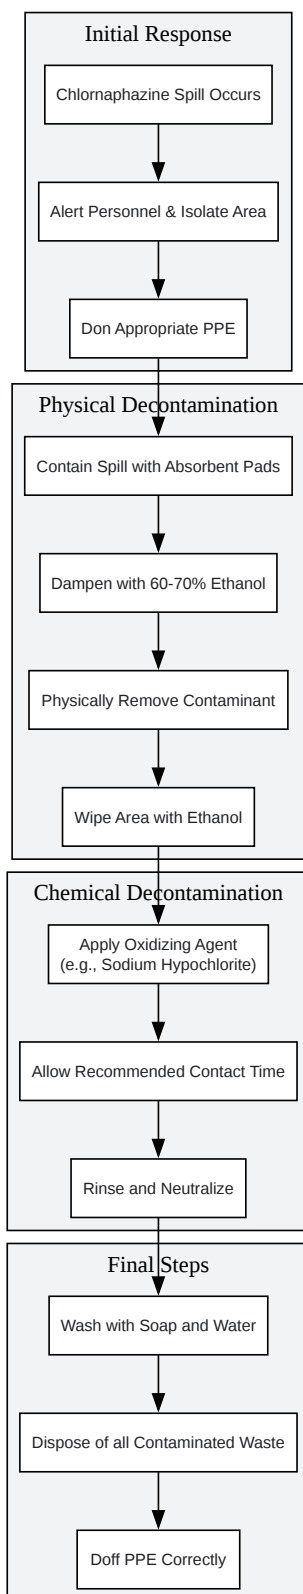 Initial Response
Chlornaphazine Spill Occurs
Alert Personnel & Isolate Area
Don Appropriate PPE
Physical Decontamination
Contain Spill with Absorbent Pads
Dampen with 60-70% Ethanol
Physically Remove Contaminant
Wipe Area with Ethanol
Chemical Decontamination
Apply Oxidizing Agent
(e.g., Sodium Hypochlorite)
Allow Recommended Contact Time
Rinse and Neutralize
Final Steps
Wash with Soap and Water
Dispose of all Contaminated Waste
Doff PPE Correctly